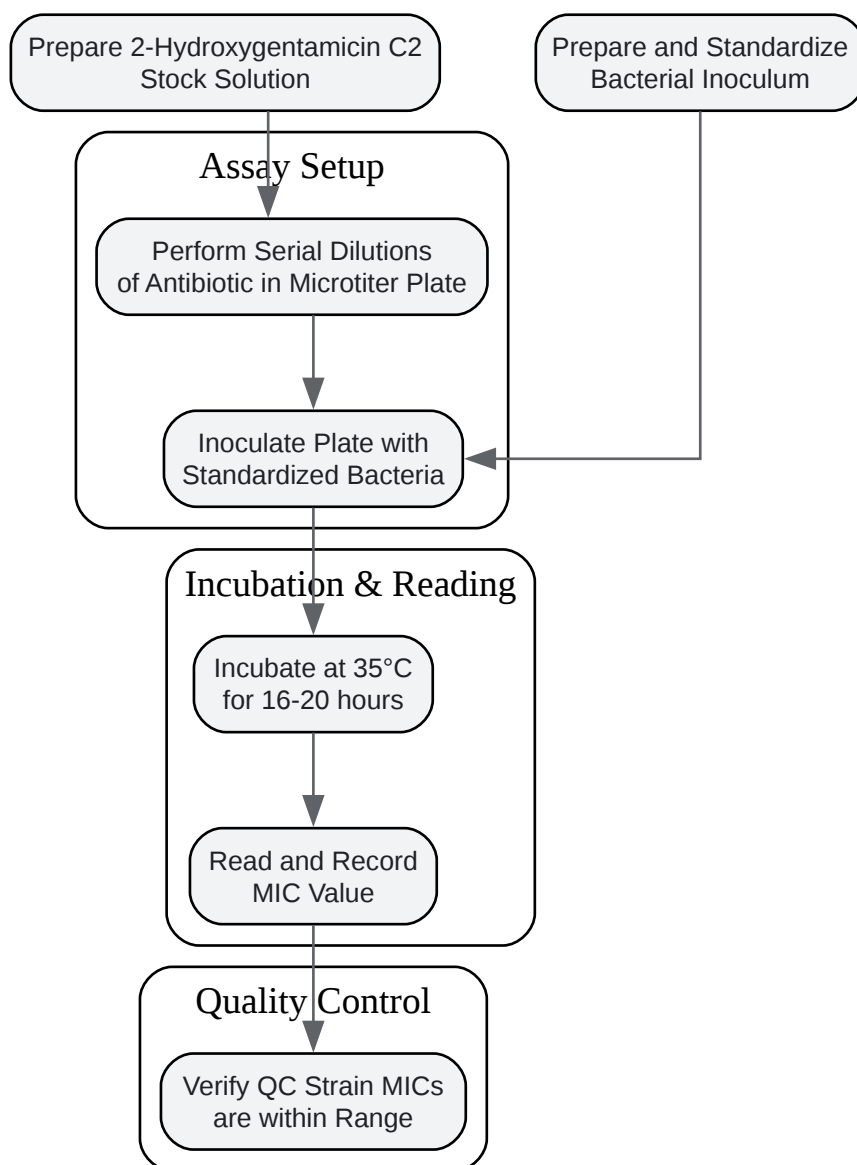 Prepare 2-Hydroxygentamicin C2
Stock Solution
Prepare and Standardize
Bacterial Inoculum
Assay Setup
Perform Serial Dilutions
of Antibiotic in Microtiter Plate
Inoculate Plate with
Standardized Bacteria
Incubation & Reading
Incubate at 35°C
for 16-20 hours
Read and Record
MIC Value
Quality Control
Verify QC Strain MICs
are within Range